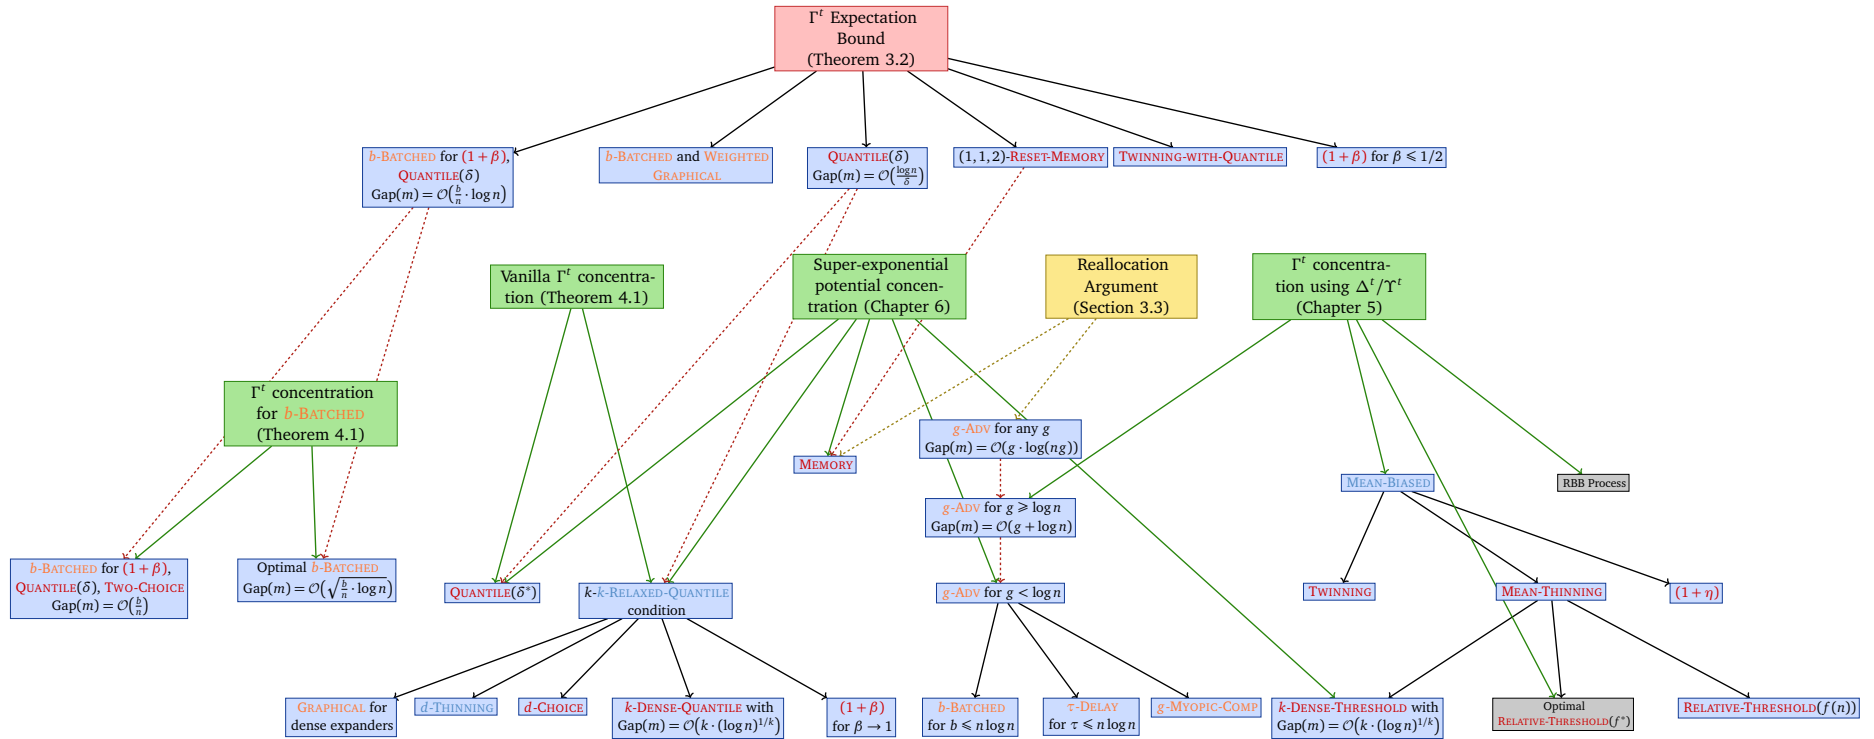 Γ^t Expectation
Bound
(Theorem 3.2)
b-Batched for (1 + β),
Quantile(δ)
Gap(m) = O(b/n · log n)
b-Batched and Weighted
Graphical
Quantile(δ)
Gap(m) = O(log n/δ)
(1, 1, 2)-Reset-Memory
Twinning-with-Quantile
(1 + β) for β ⩽ 1/2
Vanilla Γ^t concentra-
tion (Theorem 4.1)
Super-exponential
potential concen-
tration (Chapter 6)
Reallocation
Argument
(Section 3.3)
Γ^t concentra-
tion using Δ^t/Υ^t
(Chapter 5)
Γ^t concentration
for b-Batched
(Theorem 4.1)
g-Adv for any g
Gap(m) = O(g · log(ng))
Memory
Mean-Biased
RBB Process
g-Adv for g ⩾ log n
Gap(m) = O(g + log n)
b-Batched for (1 + β),
Quantile(δ), Two-Choice
Gap(m) = O(b/n)
Optimal b-Batched
Gap(m) = O(√(b/n · log n))
Quantile(δ*)
k-k-Relaxed-Quantile
condition
g-Adv for g < log n
Twinning
Mean-Thinning
(1 + η)
Graphical for
dense expanders
d-Thinning
d-Choice
k-Dense-Quantile with
Gap(m) = O(k · (log n)^{1/k})
(1 + β)
for β → 1
b-Batched
for b ⩽ n log n
τ-Delay
for τ ⩽ n log n
g-Myopic-Comp
k-Dense-Threshold with
Gap(m) = O(k · (log n)^{1/k})
Optimal
Relative-Threshold(f*)
Relative-Threshold(f(n))